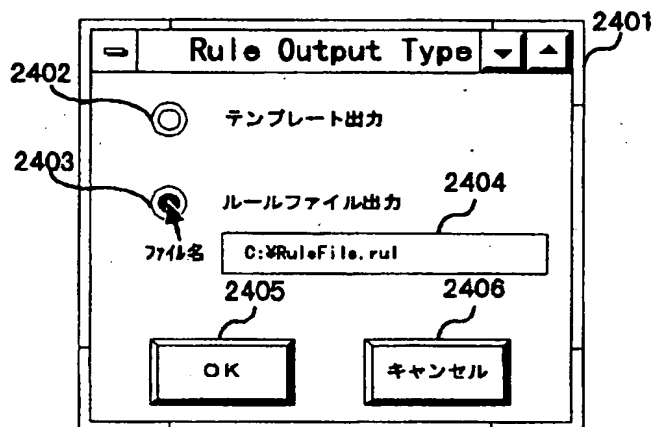 2401
Rule Output Type
2402
テンプレート出力
2403
ルールファイル出力
2404
ファイル名
C:¥RuleFile.rul
2405
2406
OK
キャンセル